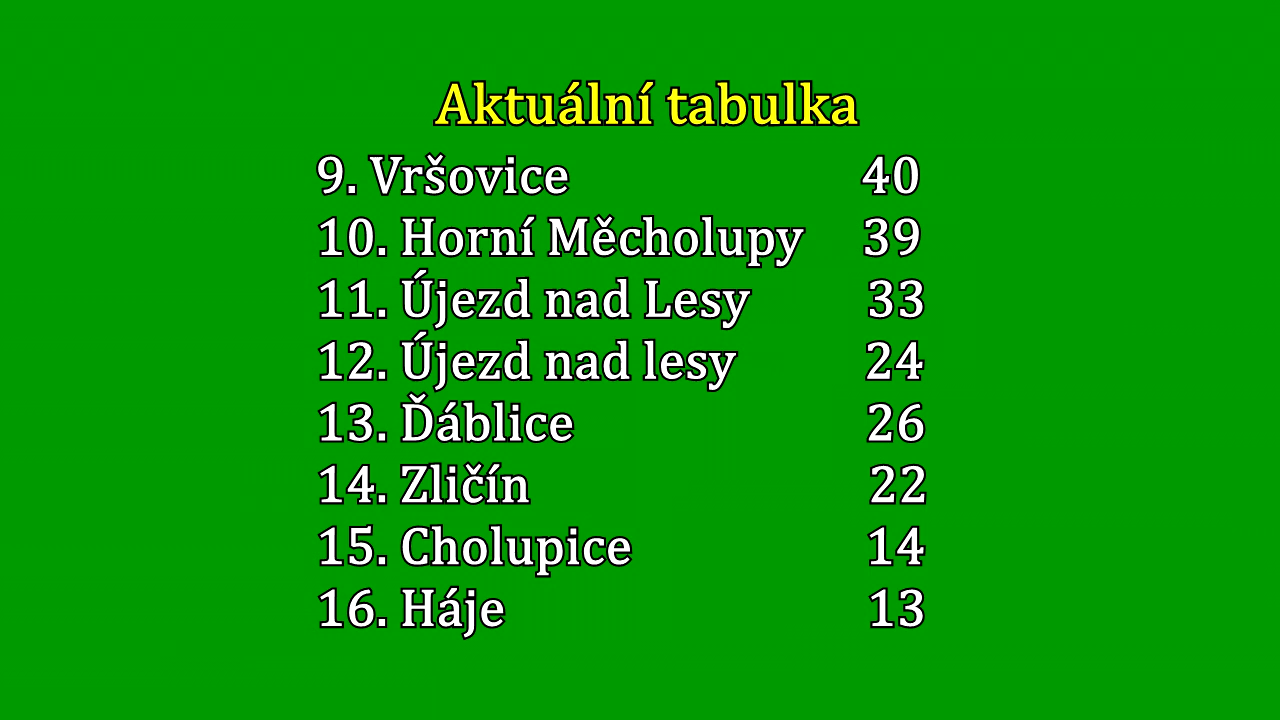 Aktuální tabulka
9. Vršovice 40
10. Horní Měcholupy 39
11. Újezd nad Lesy 33
12. Újezd nad lesy 24
13. Ďáblice 26
14. Zličín 22
15. Cholupice 14
16. Háje 13